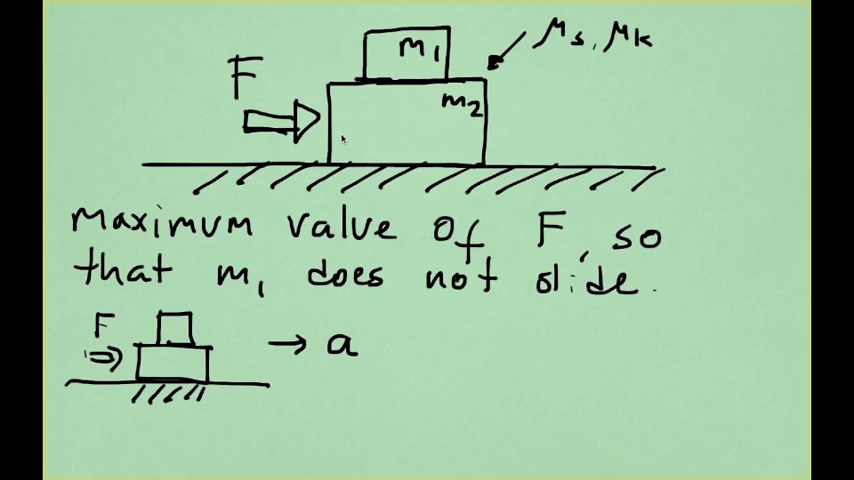 m1
μs, μk
F
m2
maximum value of F, so
that m1 does not slide.
F
→ a